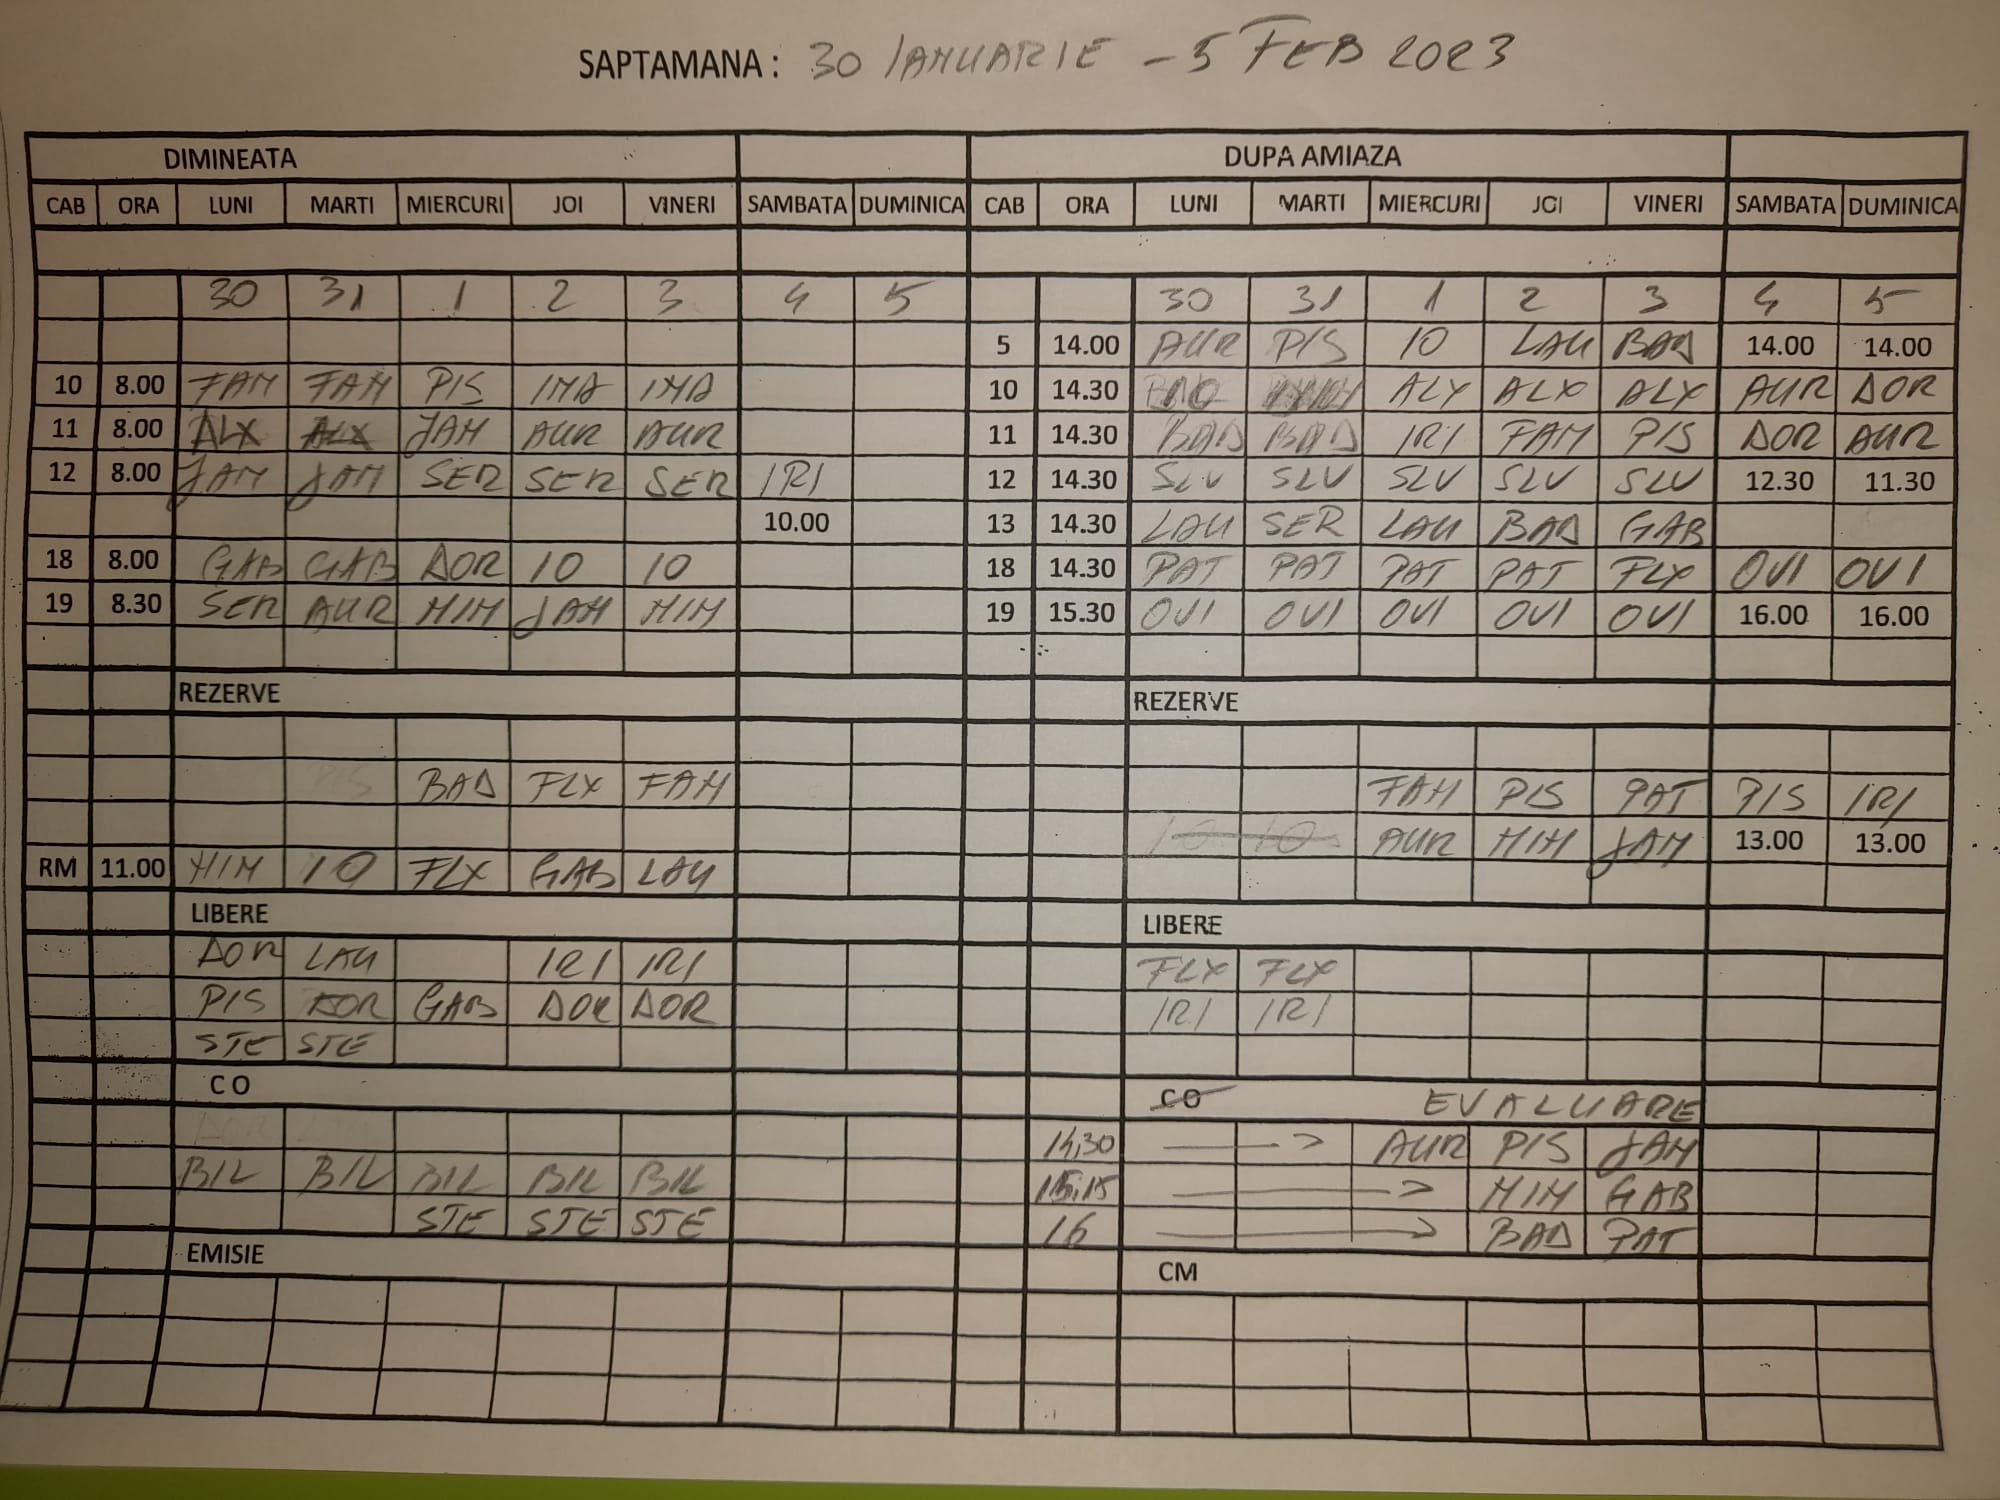 SAPTAMANA : 30 IANUARIE - 5 FEB 2023
DIMINEATA DUPA AMIAZA
CAB ORA LUNI MARTI MIERCURI JOI VINERI SAMBATA DUMINICA CAB ORA LUNI MARTI MIERCURI JOI VINERI SAMBATA DUMINICA
30 31 1 2 3 4 5 30 31 1 2 3 4 5
5 14.00 AUR PIS 10 LAU BAD 14.00 14.00
10 8.00 FAM FAM PIS IMA IMA 10 14.30 ALX ALX ALX AUR DOR
11 8.00 ALX ALX JAM AUR AUR 11 14.30 BAD BAD IRI FAM PIS DOR AUR
12 8.00 JAM JAM SER SER SER IRI 12 14.30 SLV SLV SLV SLV SLV 12.30 11.30
10.00 13 14.30 LAU SER LAU BAD GAB
18 8.00 GAB GAB DOR 10 10 18 14.30 PAT PAT PAT PAT FLX OVI OVI
19 8.30 SER AUR MIM JAM MIM 19 15.30 OVI OVI OVI OVI OVI 16.00 16.00
REZERVE REZERVE
PIS BAD FLX FAM FAM PIS PAT PIS IRI
10 10 AUR MIM JAM 13.00 13.00
RM 11.00 MIM 10 FLX GAB LAU
LIBERE LIBERE
DOR LAU IRI IRI FLX FLX
PIS DOR GAB DOR DOR IRI IRI
STE STE
CO CO EVALUARE
14,30 AUR PIS JAM
BIL BIL BIL BIL BIL 15,15 MIM GAB
STE STE STE 16 BAD PAT
EMISIE CM